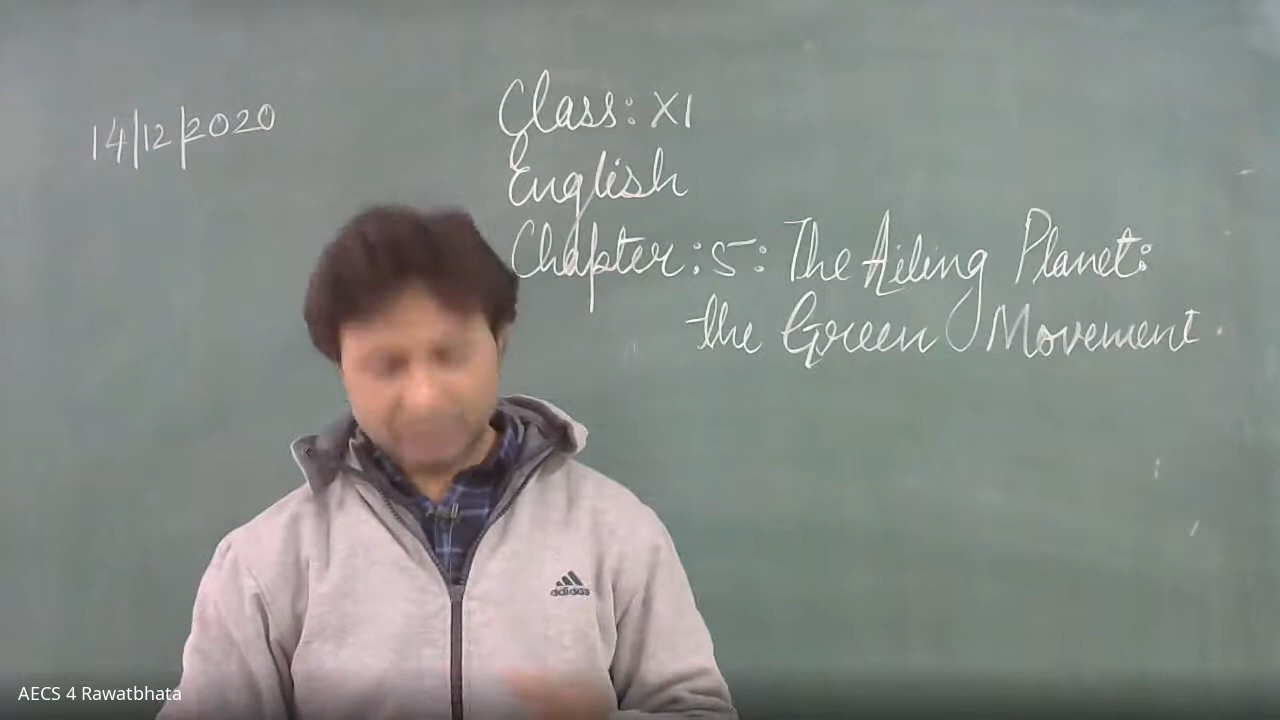 14/12/2020
Class: XI
English
Chapter: 5: The Ailing Planet:
the Green Movement.
adidas
AECS 4 Rawatbhata